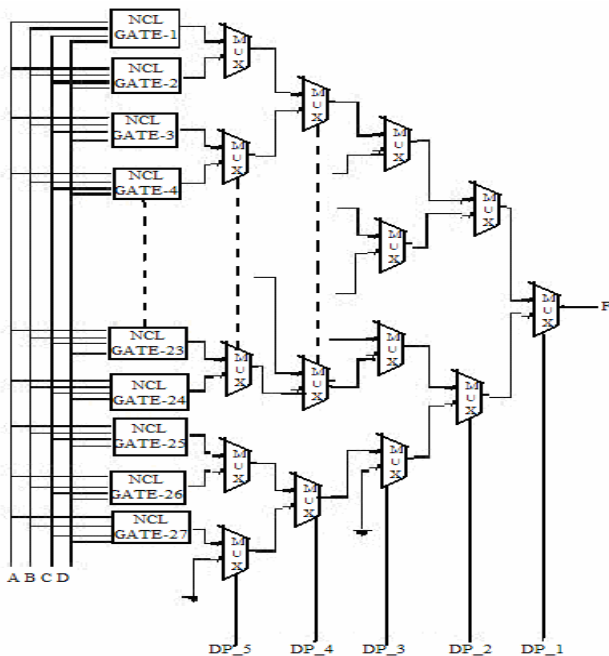 NCL
GATE-1
NCL
GATE-2
NCL
GATE-3
NCL
GATE-4
NCL
GATE-23
NCL
GATE-24
NCL
GATE-25
NCL
GATE-26
NCL
GATE-27
MUX
MUX
MUX
MUX
MUX
MUX
MUX
MUX
MUX
MUX
MUX
MUX
MUX
MUX
F
A B C D
DP_5 DP_4 DP_3 DP_2 DP_1